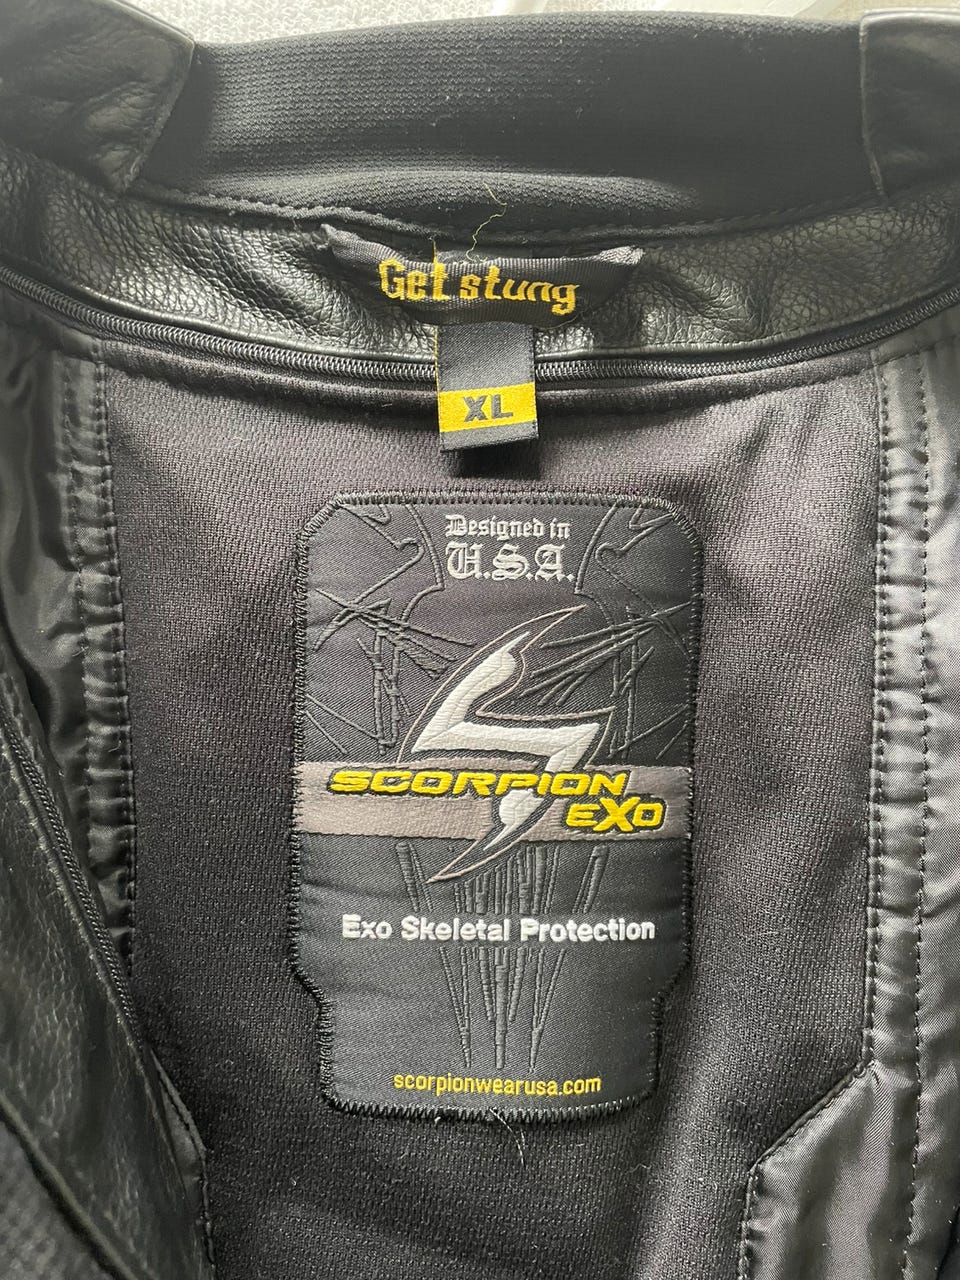 Get stung
XL
Designed in
U.S.A.
SCORPION
EXO
Exo Skeletal Protection
scorpionwearusa.com